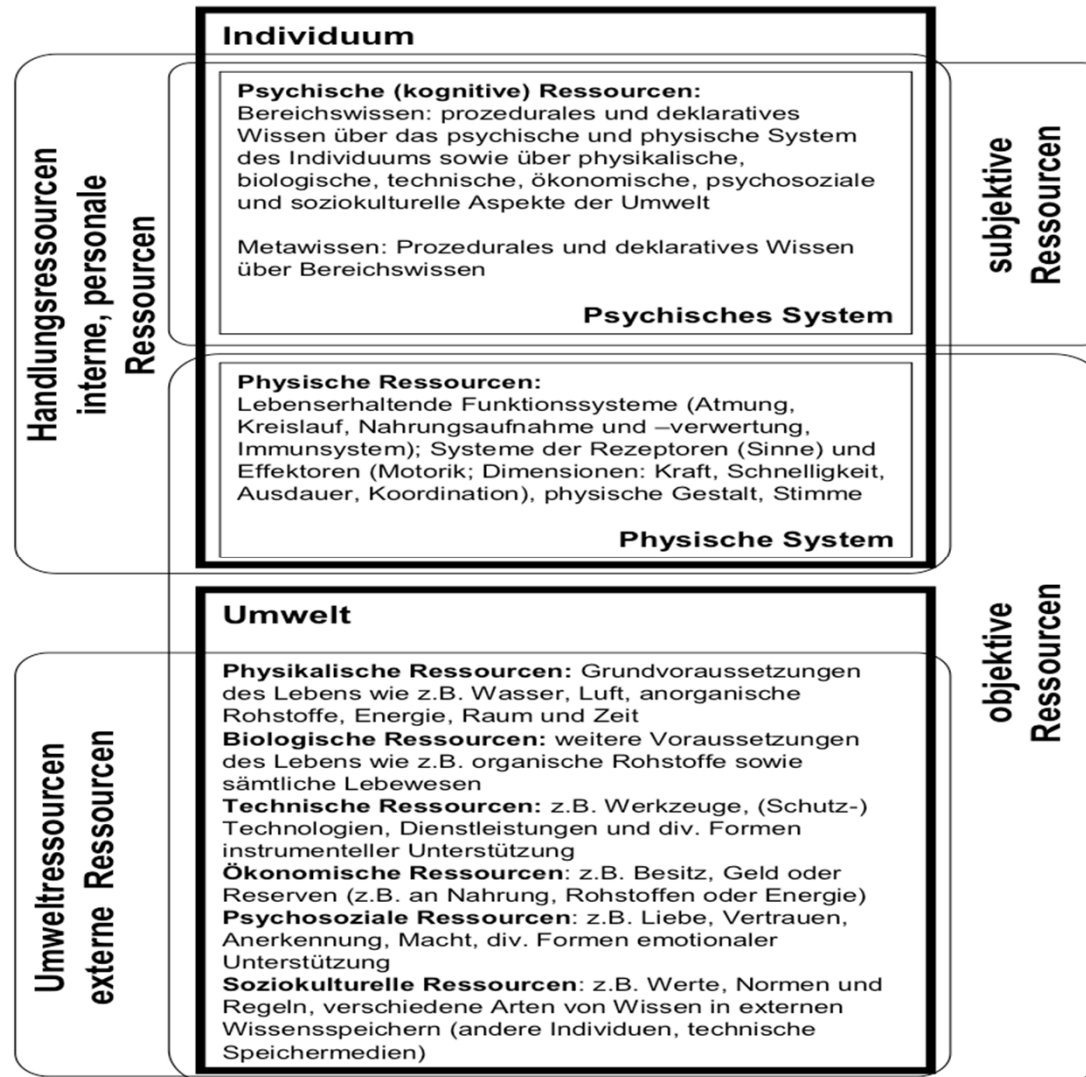 Individuum
Handlungsressourcen
interne, personale
Ressourcen
Psychische (kognitive) Ressourcen:
Bereichswissen: prozedurales und deklaratives
Wissen über das psychische und physische System
des Individuums sowie über physikalische,
biologische, technische, ökonomische, psychosoziale
und soziokulturelle Aspekte der Umwelt
Metawissen: Prozedurales und deklaratives Wissen
über Bereichswissen
Psychisches System
subjektive
Ressourcen
Physische Ressourcen:
Lebenserhaltende Funktionssysteme (Atmung,
Kreislauf, Nahrungsaufnahme und –verwertung,
Immunsystem); Systeme der Rezeptoren (Sinne) und
Effektoren (Motorik; Dimensionen: Kraft, Schnelligkeit,
Ausdauer, Koordination), physische Gestalt, Stimme
Physische System
objektive
Ressourcen
Umwelt
Umweltressourcen
externe Ressourcen
Physikalische Ressourcen: Grundvoraussetzungen
des Lebens wie z.B. Wasser, Luft, anorganische
Rohstoffe, Energie, Raum und Zeit
Biologische Ressourcen: weitere Voraussetzungen
des Lebens wie z.B. organische Rohstoffe sowie
sämtliche Lebewesen
Technische Ressourcen: z.B. Werkzeuge, (Schutz-)
Technologien, Dienstleistungen und div. Formen
instrumenteller Unterstützung
Ökonomische Ressourcen: z.B. Besitz, Geld oder
Reserven (z.B. an Nahrung, Rohstoffen oder Energie)
Psychosoziale Ressourcen: z.B. Liebe, Vertrauen,
Anerkennung, Macht, div. Formen emotionaler
Unterstützung
Soziokulturelle Ressourcen: z.B. Werte, Normen und
Regeln, verschiedene Arten von Wissen in externen
Wissensspeichern (andere Individuen, technische
Speichermedien)